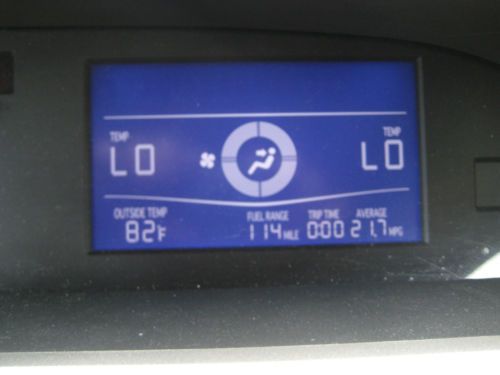 TEMP TEMP
LO LO
OUTSIDE TEMP FUEL RANGE TRIP TIME AVERAGE
82F 114 MILE 0:00 21.7 MPG